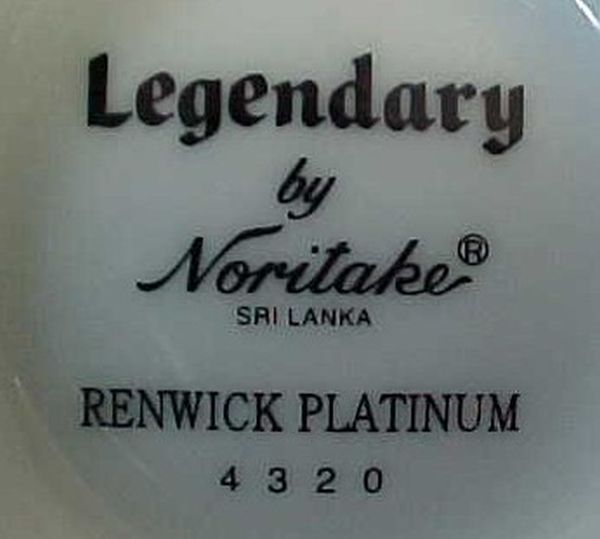 Legendary
by
Noritake®
SRI LANKA
RENWICK PLATINUM
4320